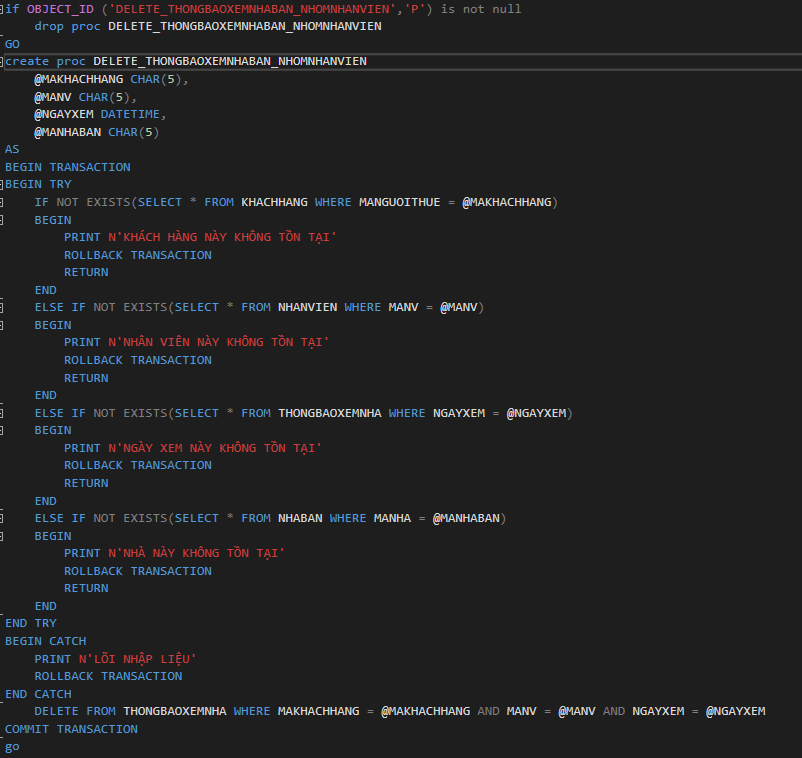 if OBJECT_ID ('DELETE_THONGBAOXEMNHABAN_NHOMNHANVIEN','P') is not null
    drop proc DELETE_THONGBAOXEMNHABAN_NHOMNHANVIEN
GO
create proc DELETE_THONGBAOXEMNHABAN_NHOMNHANVIEN
    @MAKHACHHANG CHAR(5),
    @MANV CHAR(5),
    @NGAYXEM DATETIME,
    @MANHABAN CHAR(5)
AS
BEGIN TRANSACTION
BEGIN TRY
    IF NOT EXISTS(SELECT * FROM KHACHHANG WHERE MANGUOITHUE = @MAKHACHHANG)
    BEGIN
        PRINT N'KHÁCH HÀNG NÀY KHÔNG TỒN TẠI'
        ROLLBACK TRANSACTION
        RETURN
    END
    ELSE IF NOT EXISTS(SELECT * FROM NHANVIEN WHERE MANV = @MANV)
    BEGIN
        PRINT N'NHÂN VIÊN NÀY KHÔNG TỒN TẠI'
        ROLLBACK TRANSACTION
        RETURN
    END
    ELSE IF NOT EXISTS(SELECT * FROM THONGBAOXEMNHA WHERE NGAYXEM = @NGAYXEM)
    BEGIN
        PRINT N'NGÀY XEM NÀY KHÔNG TỒN TẠI'
        ROLLBACK TRANSACTION
        RETURN
    END
    ELSE IF NOT EXISTS(SELECT * FROM NHABAN WHERE MANHA = @MANHABAN)
    BEGIN
        PRINT N'NHÀ NÀY KHÔNG TỒN TẠI'
        ROLLBACK TRANSACTION
        RETURN
    END
END TRY
BEGIN CATCH
    PRINT N'LỖI NHẬP LIỆU'
    ROLLBACK TRANSACTION
END CATCH
    DELETE FROM THONGBAOXEMNHA WHERE MAKHACHHANG = @MAKHACHHANG AND MANV = @MANV AND NGAYXEM = @NGAYXEM
COMMIT TRANSACTION
go